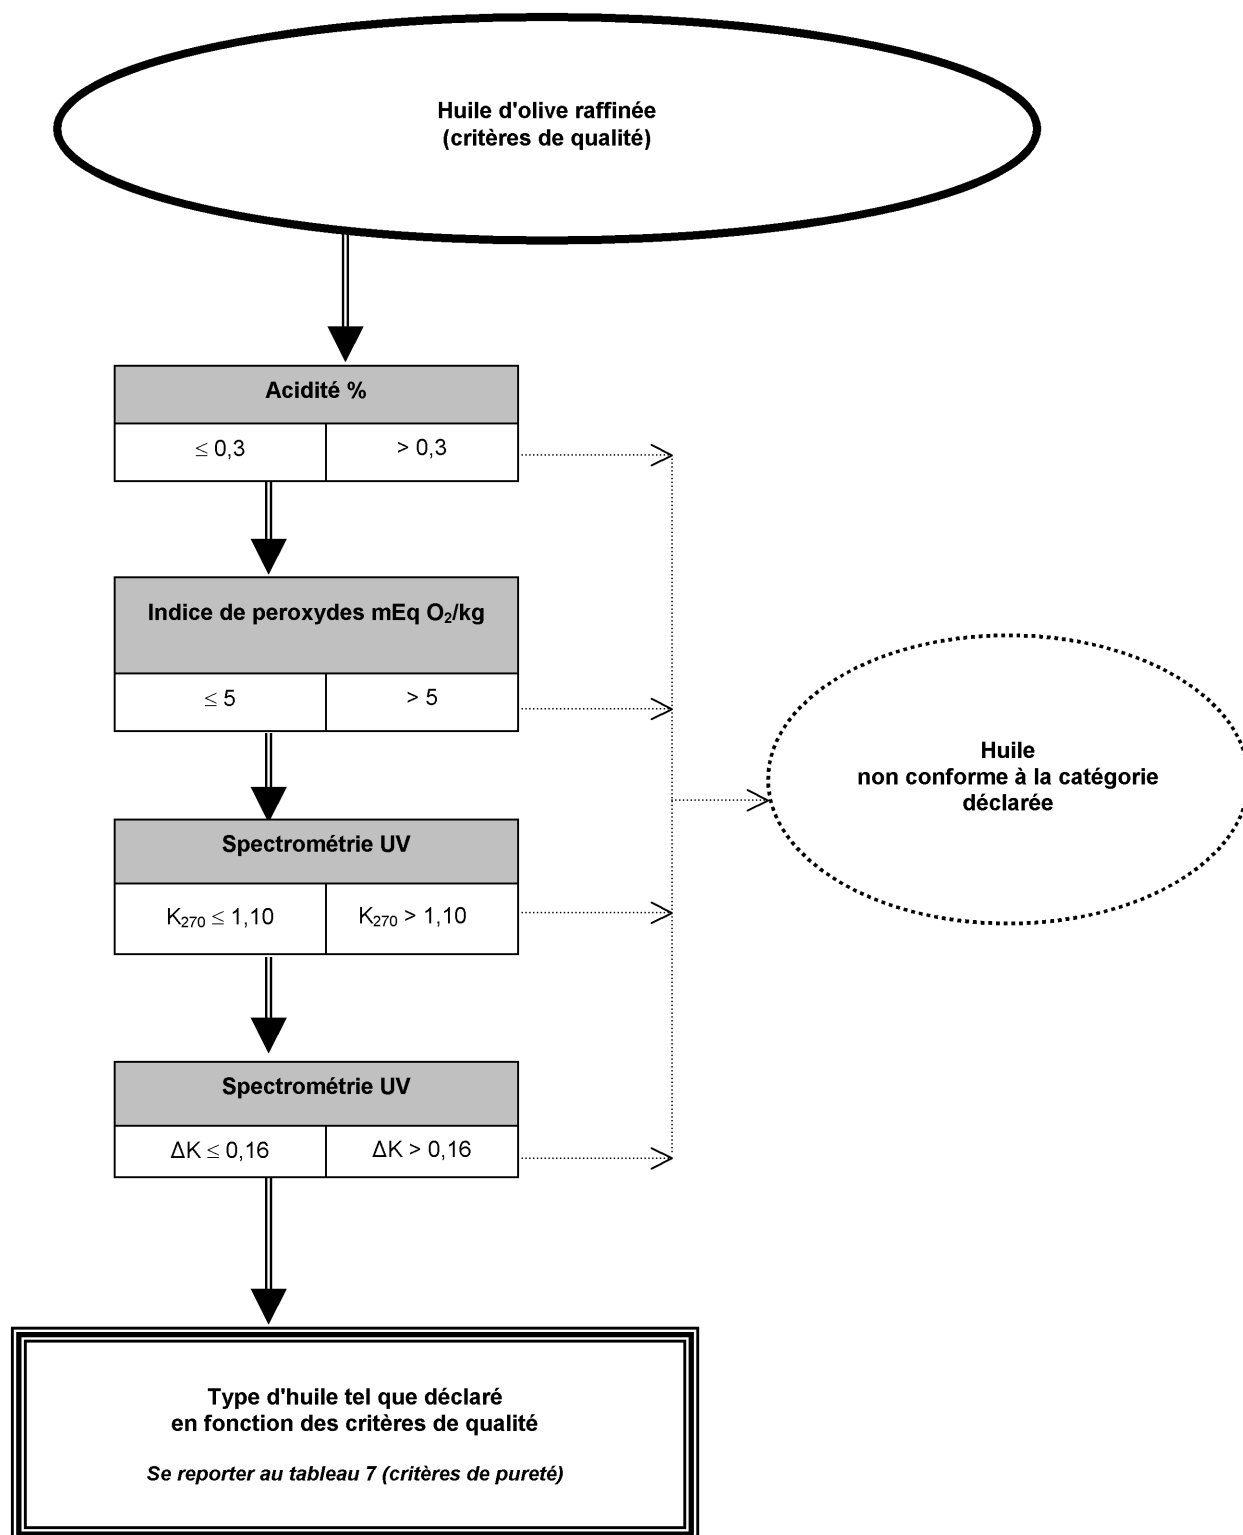 Huile d'olive raffinée
(critères de qualité)
Acidité %
≤ 0,3
> 0,3
Indice de peroxydes mEq O₂/kg
≤ 5
> 5
Spectrométrie UV
K₂₇₀ ≤ 1,10
K₂₇₀ > 1,10
Spectrométrie UV
ΔK ≤ 0,16
ΔK > 0,16
Huile
non conforme à la catégorie
déclarée
Type d'huile tel que déclaré
en fonction des critères de qualité
Se reporter au tableau 7 (critères de pureté)